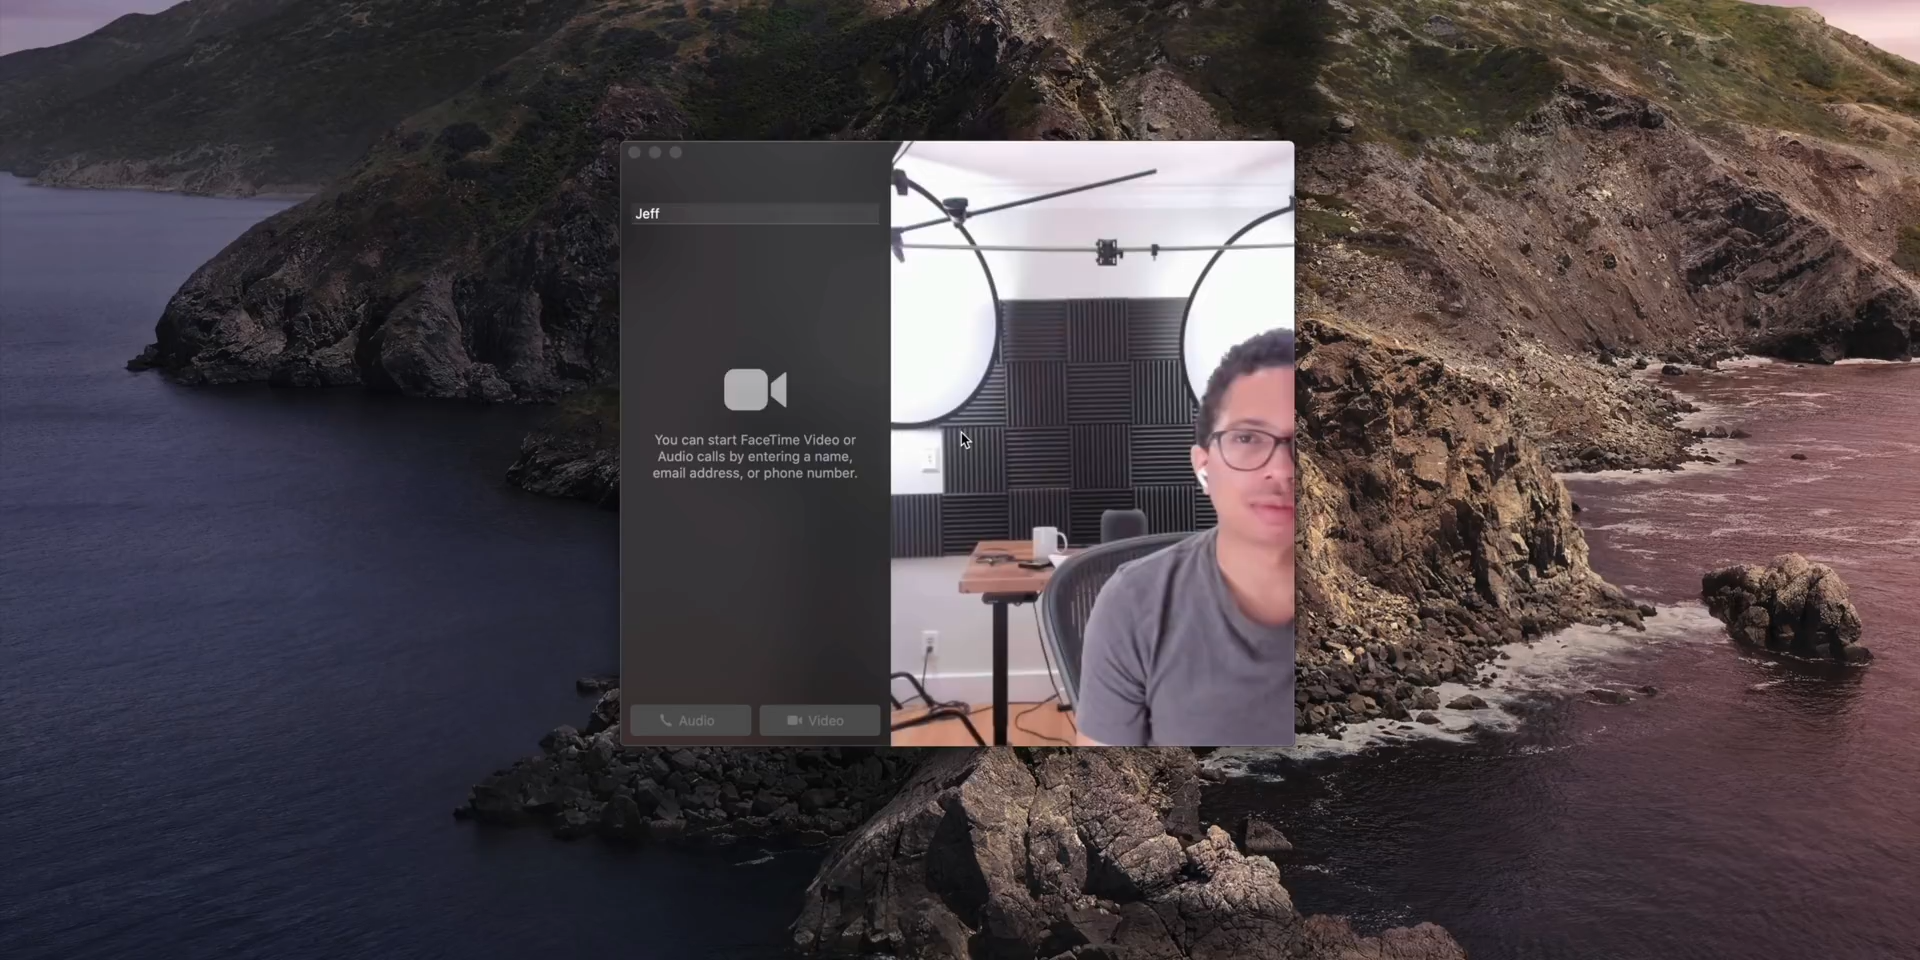 Jeff
You can start FaceTime Video or
Audio calls by entering a name,
email address, or phone number.
Audio
Video